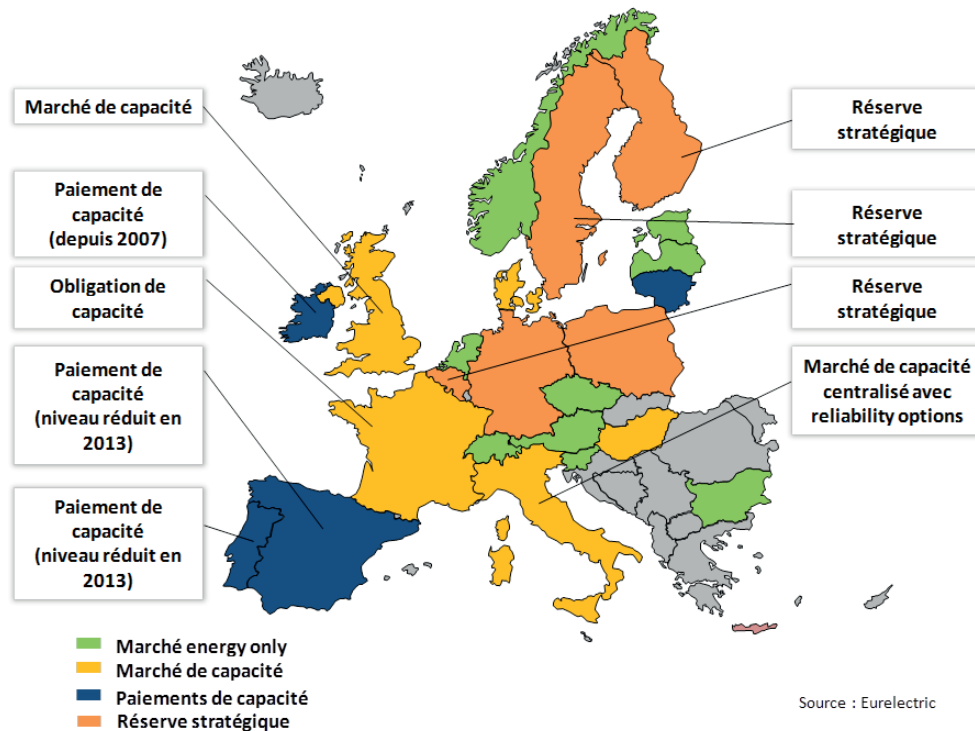 Marché de capacité
Paiement de
capacité
(depuis 2007)
Obligation de
capacité
Paiement de
capacité
(niveau réduit en
2013)
Paiement de
capacité
(niveau réduit en
2013)
Réserve
stratégique
Réserve
stratégique
Réserve
stratégique
Marché de capacité
centralisé avec
reliability options
Marché energy only
Marché de capacité
Paiements de capacité
Réserve stratégique
Source : Eurelectric